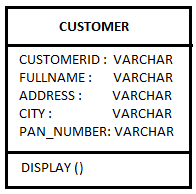 CUSTOMER
CUSTOMERID : VARCHAR
FULLNAME : VARCHAR
ADDRESS : VARCHAR
CITY : VARCHAR
PAN_NUMBER: VARCHAR
DISPLAY ()